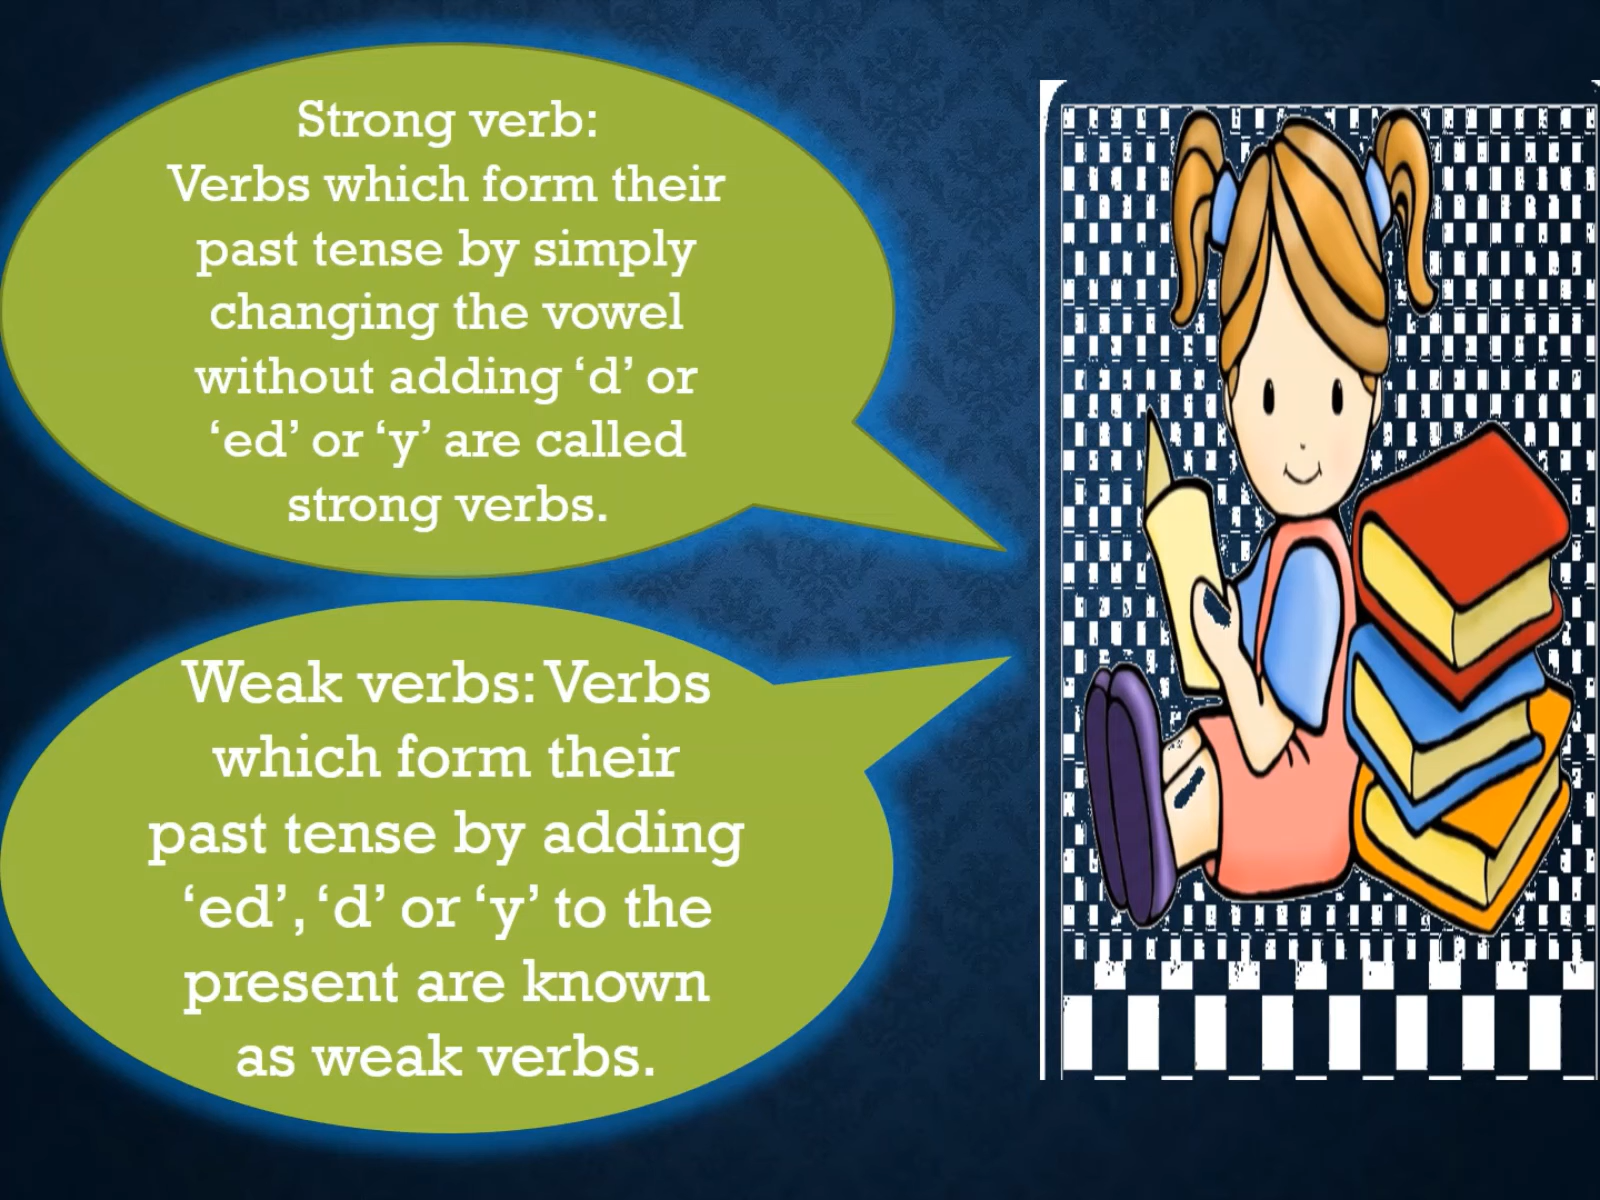 Strong verb:
Verbs which form their
past tense by simply
changing the vowel
without adding ‘d’ or
‘ed’ or ‘y’ are called
strong verbs.
Weak verbs: Verbs
which form their
past tense by adding
‘ed’, ‘d’ or ‘y’ to the
present are known
as weak verbs.